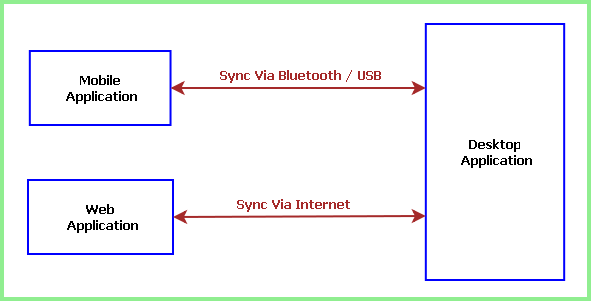 Sync Via Bluetooth / USB
Mobile
Application
Desktop
Application
Sync Via Internet
Web
Application